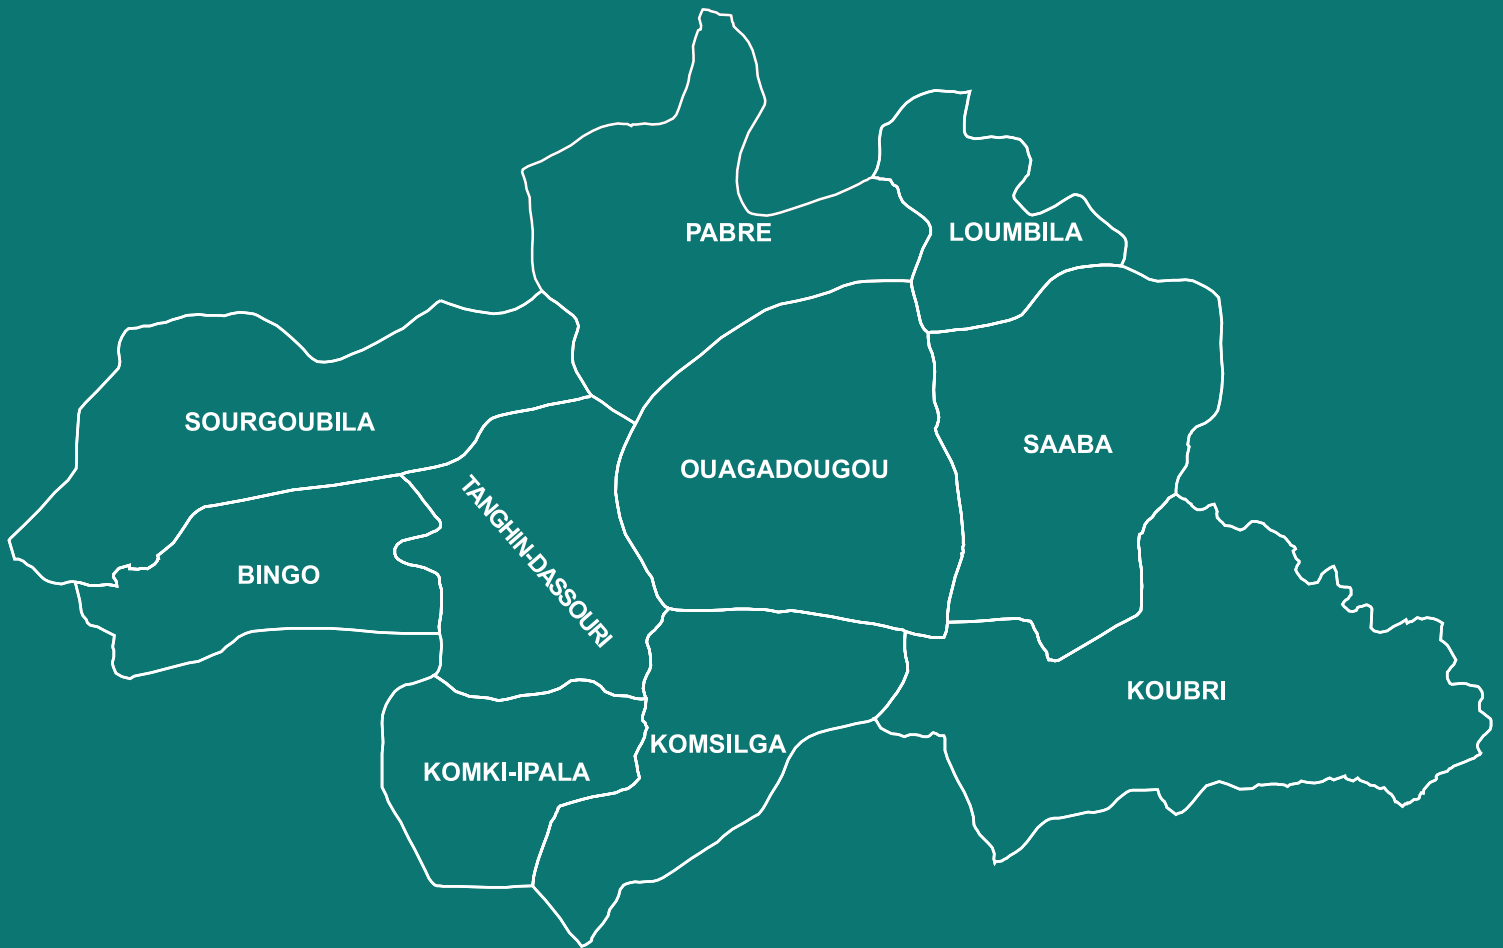 PABRE
LOUMBILA
SOURGOUBILA
SAABA
OUAGADOUGOU
TANGHIN-DASSOURI
BINGO
KOUBRI
KOMSILGA
KOMKI-IPALA